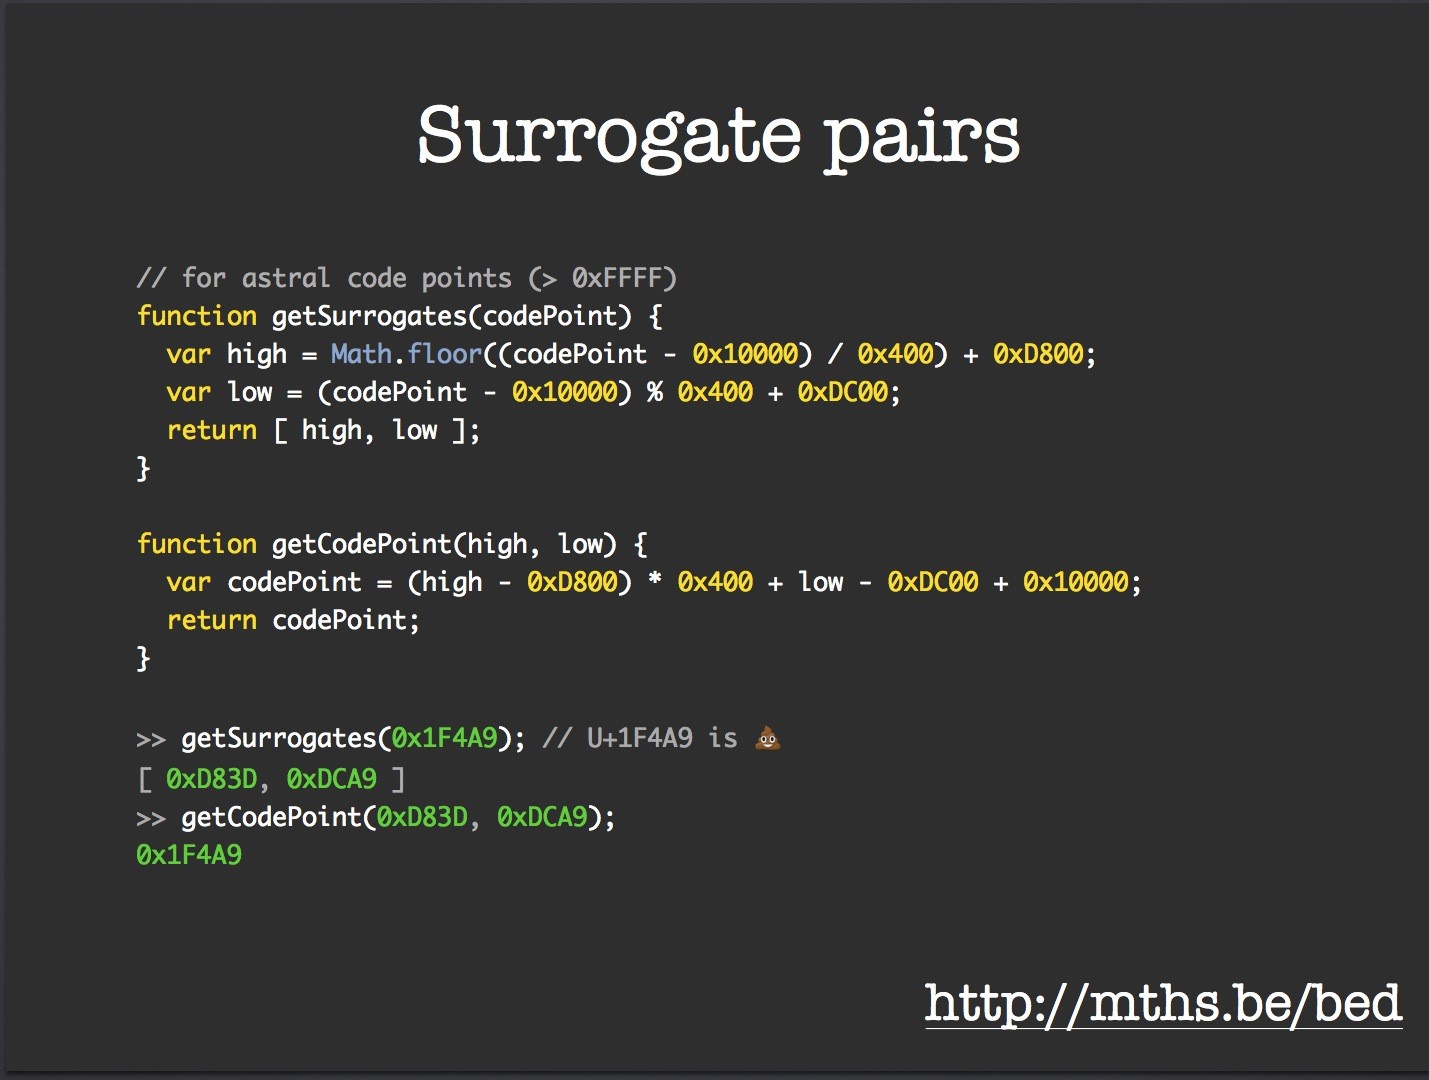 Surrogate pairs
// for astral code points (> 0xFFFF)
function getSurrogates(codePoint) {
  var high = Math.floor((codePoint - 0x10000) / 0x400) + 0xD800;
  var low = (codePoint - 0x10000) % 0x400 + 0xDC00;
  return [ high, low ];
}
function getCodePoint(high, low) {
  var codePoint = (high - 0xD800) * 0x400 + low - 0xDC00 + 0x10000;
  return codePoint;
}
>> getSurrogates(0x1F4A9); // U+1F4A9 is 💩
[ 0xD83D, 0xDCA9 ]
>> getCodePoint(0xD83D, 0xDCA9);
0x1F4A9
http://mths.be/bed